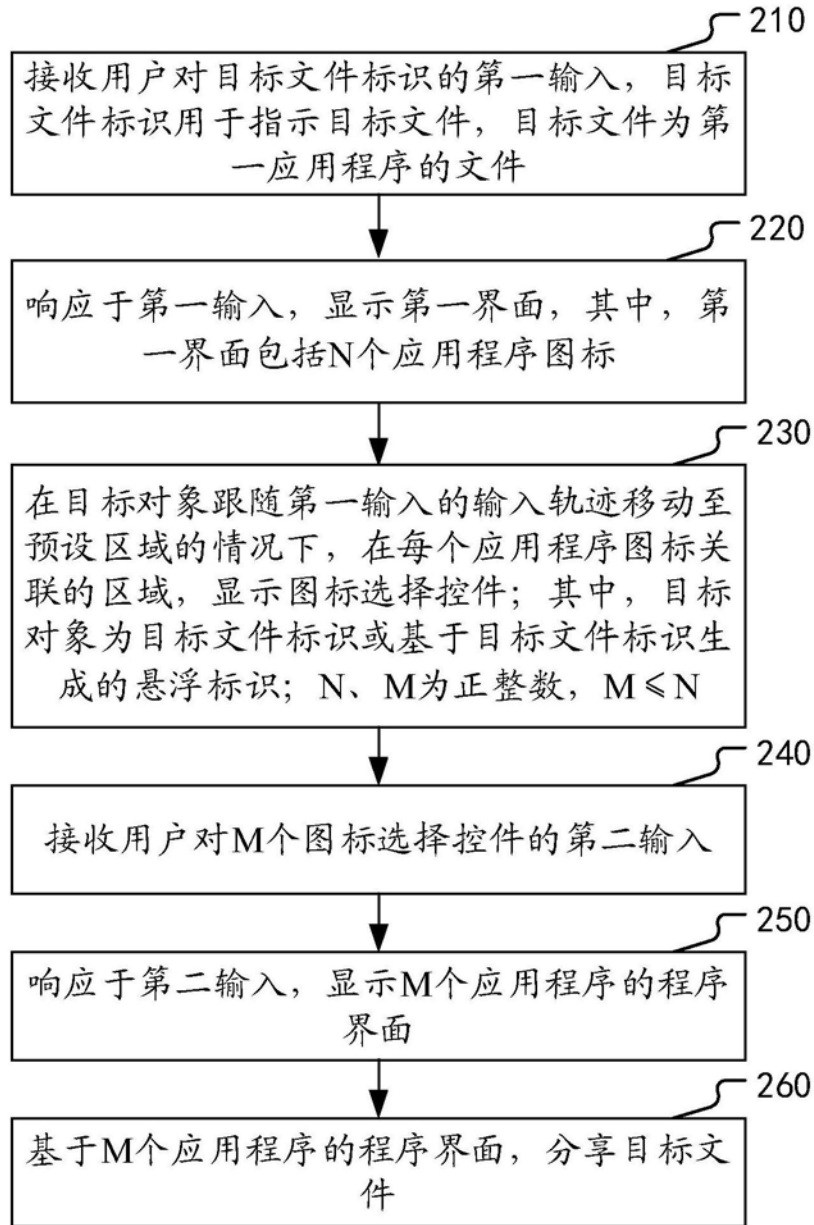 210
接收用户对目标文件标识的第一输入，目标
文件标识用于指示目标文件，目标文件为第
一应用程序的文件
220
响应于第一输入，显示第一界面，其中，第
一界面包括N个应用程序图标
230
在目标对象跟随第一输入的输入轨迹移动至
预设区域的情况下，在每个应用程序图标关
联的区域，显示图标选择控件；其中，目标
对象为目标文件标识或基于目标文件标识生
成的悬浮标识；N、M为正整数，M≤N
240
接收用户对M个图标选择控件的第二输入
250
响应于第二输入，显示M个应用程序的程序
界面
260
基于M个应用程序的程序界面，分享目标文
件